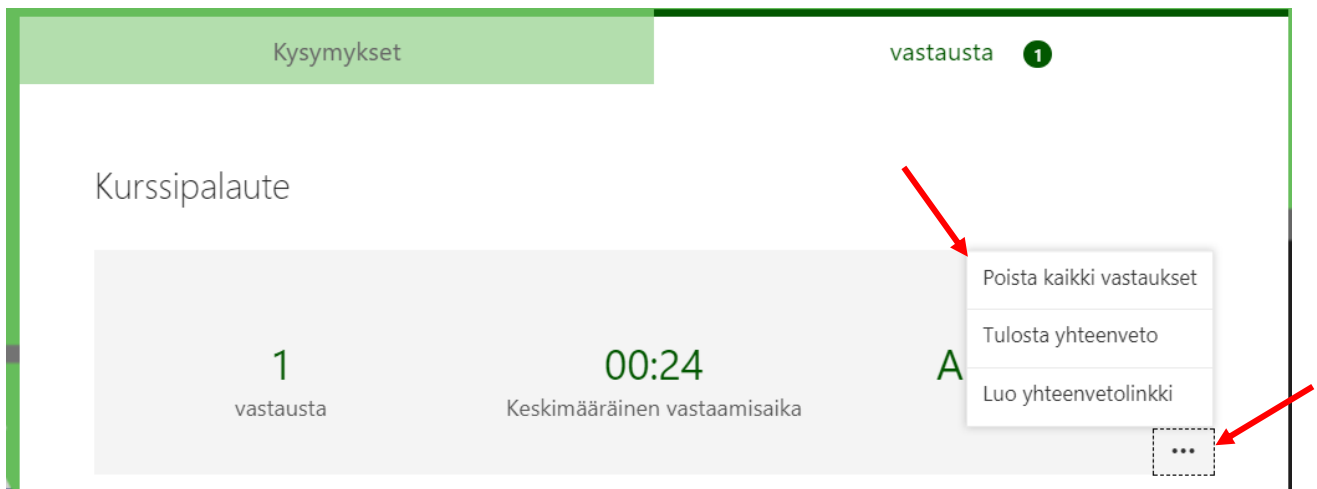 Kysymykset
vastausta 1
Kurssipalaute
Poista kaikki vastaukset
Tulosta yhteenveto
Luo yhteenvetolinkki
1
vastausta
00:24
Keskimääräinen vastaamisaika
A